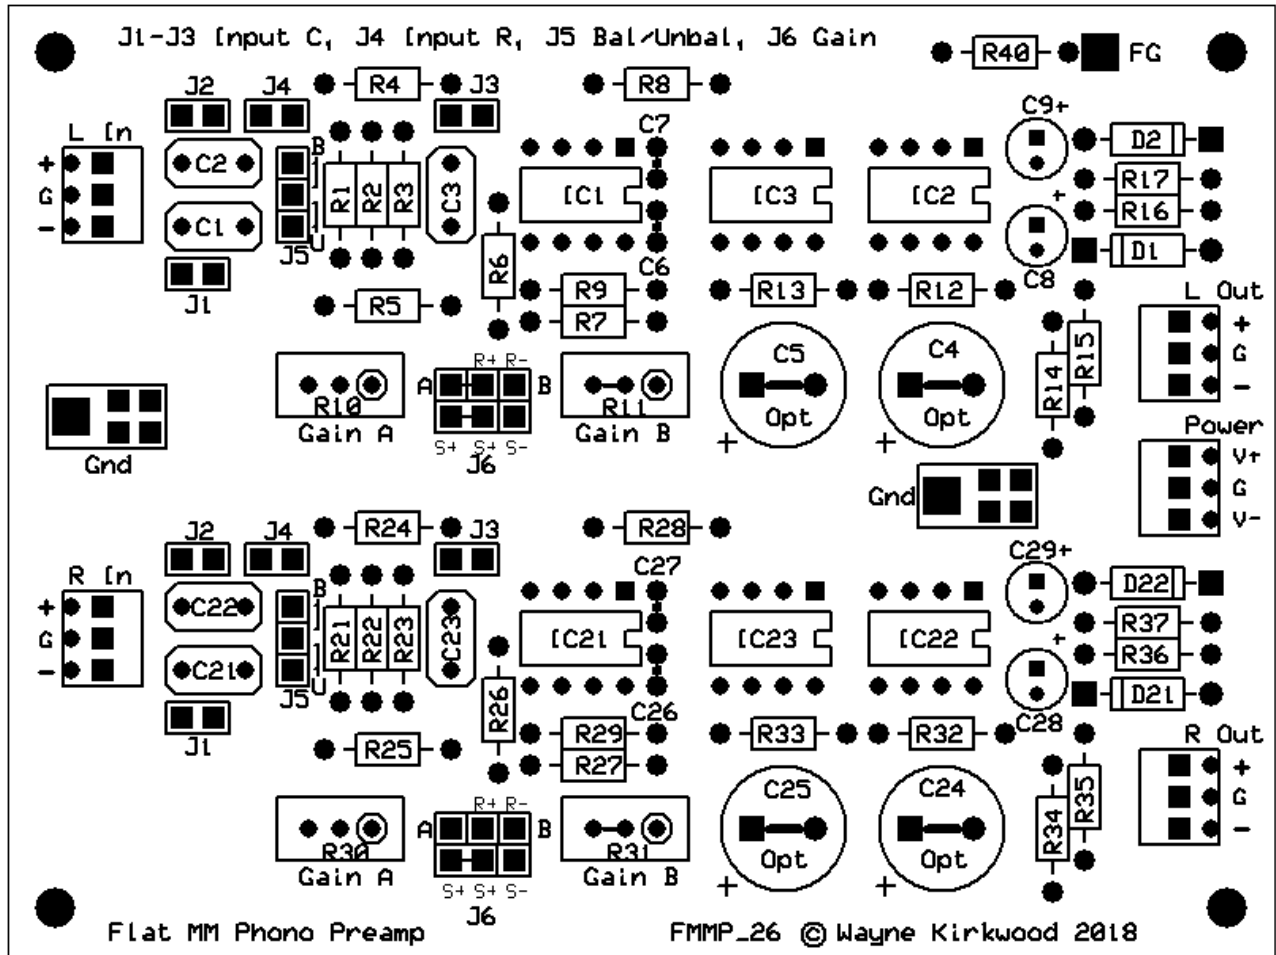 J1-J3 Input C, J4 Input R, J5 Bal/Unbal, J6 Gain
R40 FG
J2 J4 R4 J3 R8
C9+
L In
C7
D2
B
+ C2
R17
G R1 R2 R3 C3 IC1 IC3 IC2
+
R16
- C1
U
J5 R6 C6 C8 D1
J1 R5 R9 R13 R12
R7
L Out
+
G
-
C5 C4 R14 R15
R+ R-
A B
R10 R11
Opt Opt
Gain A Gain B
+ +
S+ S+ S-
J6
Gnd
Power
V+
G
V-
Gnd
J2 J4 R24 J3 R28
C29+
R In
C27
D22
B
+ C22
R37
G R21 R22 R23 C23 IC21 IC23 IC22
+
R36
- C21
U
J5 R26 C26 C28 D21
J1 R25 R29 R33 R32
R27
R Out
+
G
-
C25 C24 R34 R35
R+ R-
A B
R30 R31
Opt Opt
Gain A Gain B
+ +
S+ S+ S-
J6
Flat MM Phono Preamp FMMP_26 © Wayne Kirkwood 2018